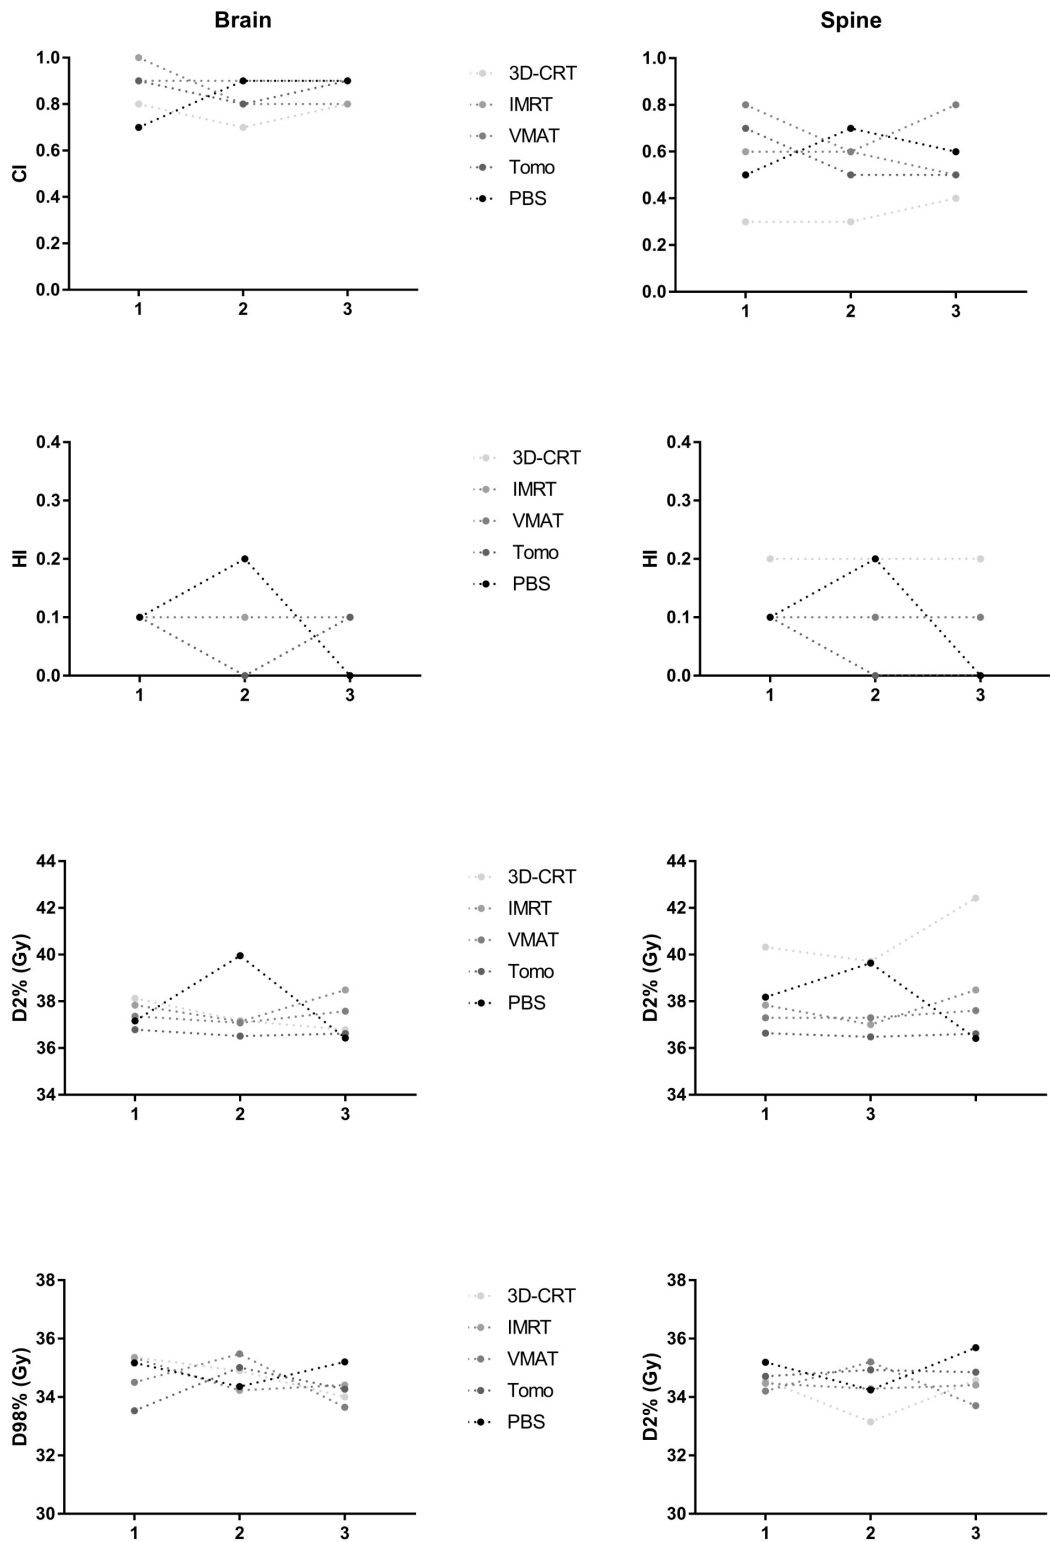 Brain
Spine
CI
1.0
0.8
0.6
0.4
0.2
0.0
1 2 3
3D-CRT
IMRT
VMAT
Tomo
PBS
1.0
0.8
0.6
0.4
0.2
0.0
1 2 3
HI
0.4
0.3
0.2
0.1
0.0
1 2 3
3D-CRT
IMRT
VMAT
Tomo
PBS
HI
0.4
0.3
0.2
0.1
0.0
1 2 3
D2% (Gy)
44
42
40
38
36
34
1 2 3
3D-CRT
IMRT
VMAT
Tomo
PBS
D2% (Gy)
44
42
40
38
36
34
1 3
D98% (Gy)
38
36
34
32
30
1 2 3
3D-CRT
IMRT
VMAT
Tomo
PBS
D2% (Gy)
38
36
34
32
30
1 2 3